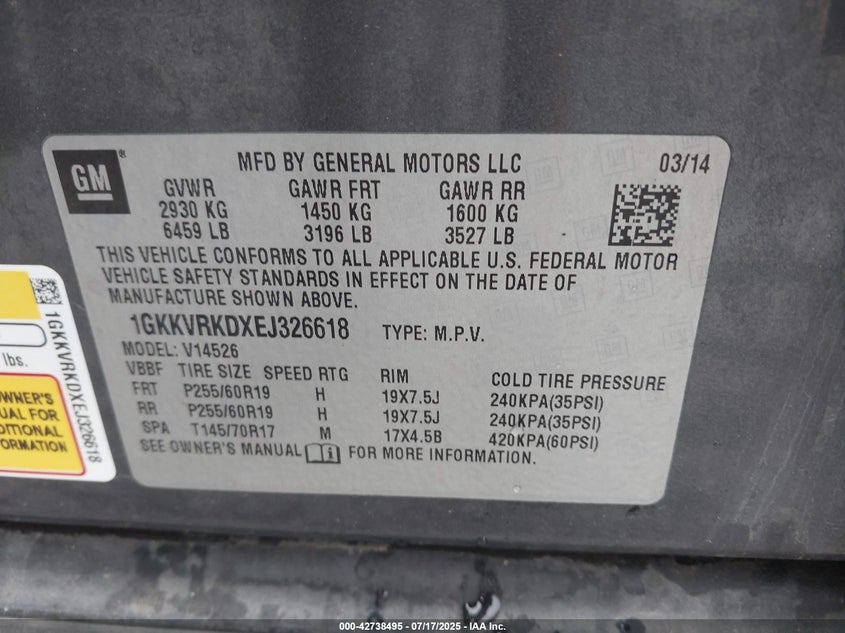 GM
MFD BY GENERAL MOTORS LLC 03/14
GVWR GAWR FRT GAWR RR
2930 KG 1450 KG 1600 KG
6459 LB 3196 LB 3527 LB
THIS VEHICLE CONFORMS TO ALL APPLICABLE U.S. FEDERAL MOTOR
VEHICLE SAFETY STANDARDS IN EFFECT ON THE DATE OF
MANUFACTURE SHOWN ABOVE.
1GKKVRKDXEJ326618 TYPE: M.P.V.
MODEL: V14526
VBBF TIRE SIZE SPEED RTG RIM COLD TIRE PRESSURE
FRT P255/60R19 H 19X7.5J 240KPA(35PSI)
RR P255/60R19 H 19X7.5J 240KPA(35PSI)
SPA T145/70R17 M 17X4.5B 420KPA(60PSI)
SEE OWNER'S MANUAL FOR MORE INFORMATION.
1GKKVRKDXEJ326618
lbs.
OWNER'S
UAL FOR
DITIONAL
ORMATION
000-42738495 - 07/17/2025 - IAA Inc.